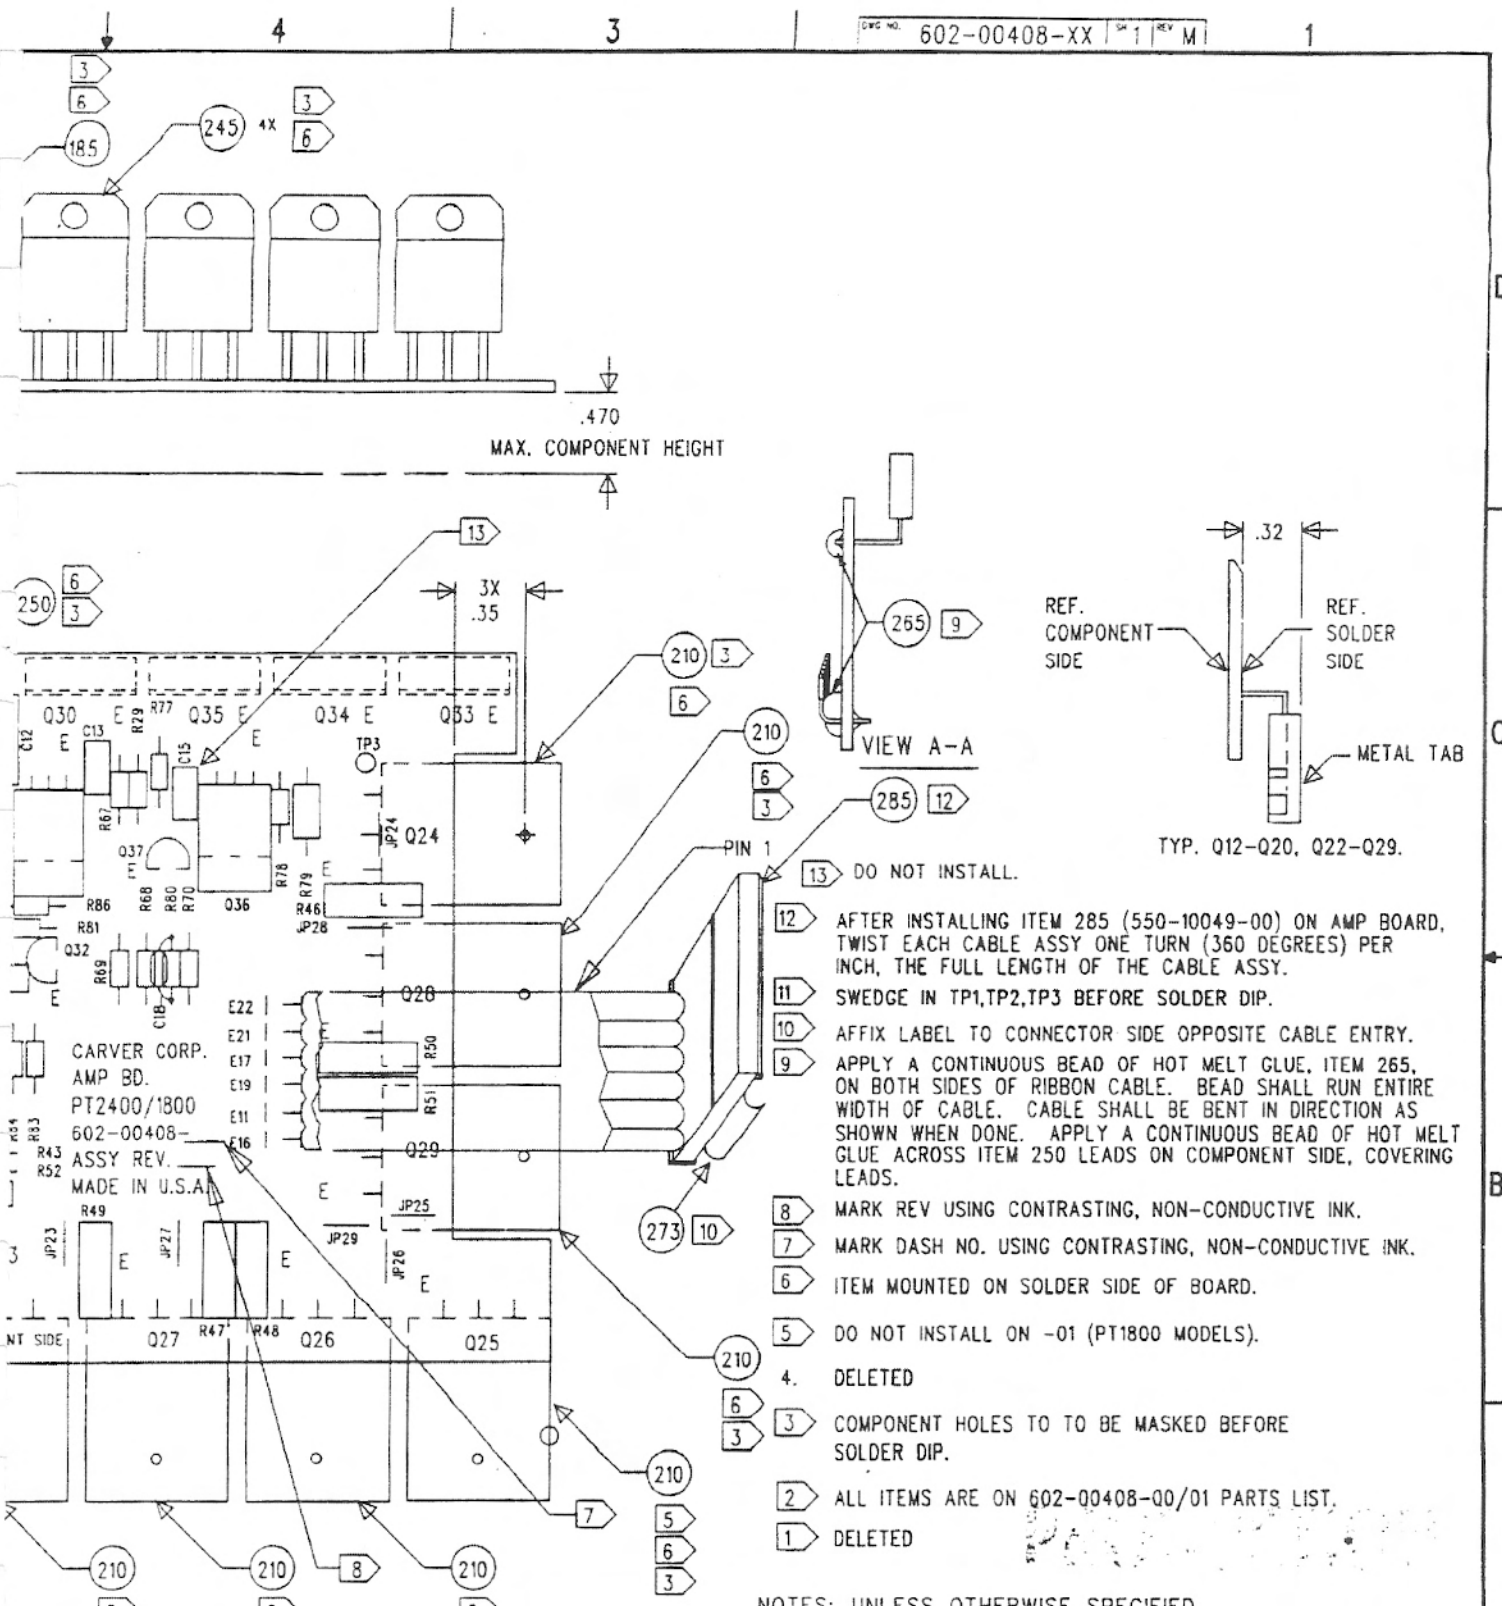 4
3
DWG NO. 602-00408-XX SH 1 REV M
1
3
6
185
245 4X
3
6
.470
MAX. COMPONENT HEIGHT
13
6
250
3
3X
.35
210 3
6
265 9
VIEW A-A
.32
REF.
COMPONENT
SIDE
REF.
SOLDER
SIDE
METAL TAB
TYP. Q12-Q20, Q22-Q29.
C
Q30 E
Q35 E
Q34 E
Q33 E
C12
E
C13
R29
R77
C15
E
TP3
R67
Q37
E
R68
R80
R70
Q36
R78
R79
E
JP24
Q24
R46
JP28
R86
R81
Q32
E
R69
C18
210
6
3
285 12
PIN 1
Q28
E22
E21
E17
E19
E11
E16
E
R50
R51
Q29
E
JP25
JP29
JP26
CARVER CORP.
AMP BD.
PT2400/1800
602-00408-
ASSY REV.
MADE IN U.S.A.
R84
R83
R43
R52
R49
JP23
E
JP27
E
E
3
NT SIDE
Q27
R47
R48
Q26
Q25
273 10
210
6
3
210
5
6
3
7
8
210
210
210
13 DO NOT INSTALL.
12 AFTER INSTALLING ITEM 285 (550-10049-00) ON AMP BOARD,
TWIST EACH CABLE ASSY ONE TURN (360 DEGREES) PER
INCH, THE FULL LENGTH OF THE CABLE ASSY.
11 SWEDGE IN TP1,TP2,TP3 BEFORE SOLDER DIP.
10 AFFIX LABEL TO CONNECTOR SIDE OPPOSITE CABLE ENTRY.
9 APPLY A CONTINUOUS BEAD OF HOT MELT GLUE, ITEM 265,
ON BOTH SIDES OF RIBBON CABLE. BEAD SHALL RUN ENTIRE
WIDTH OF CABLE. CABLE SHALL BE BENT IN DIRECTION AS
SHOWN WHEN DONE. APPLY A CONTINUOUS BEAD OF HOT MELT
GLUE ACROSS ITEM 250 LEADS ON COMPONENT SIDE, COVERING
LEADS.
B
8 MARK REV USING CONTRASTING, NON-CONDUCTIVE INK.
7 MARK DASH NO. USING CONTRASTING, NON-CONDUCTIVE INK.
6 ITEM MOUNTED ON SOLDER SIDE OF BOARD.
5 DO NOT INSTALL ON -01 (PT1800 MODELS).
4. DELETED
3 COMPONENT HOLES TO TO BE MASKED BEFORE
SOLDER DIP.
2 ALL ITEMS ARE ON 602-00408-00/01 PARTS LIST.
1 DELETED
NOTES: UNLESS OTHERWISE SPECIFIED